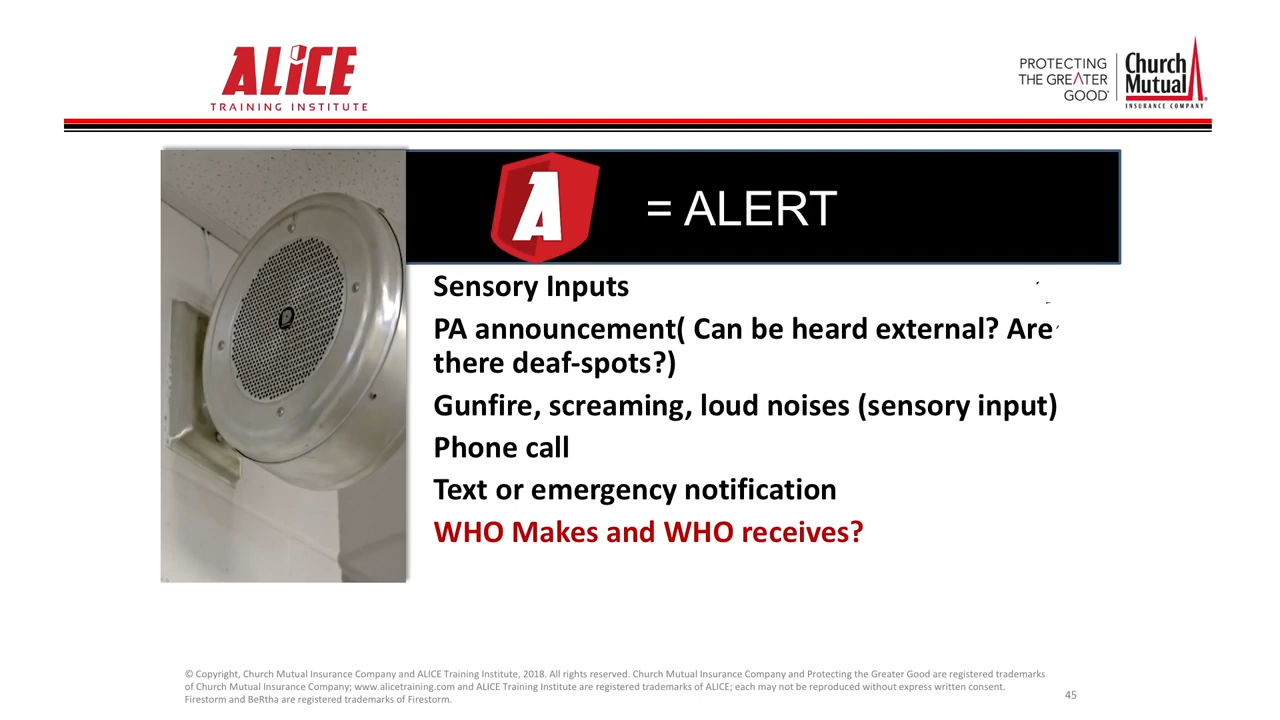 ALiCE
TRAINING INSTITUTE
PROTECTING
THE GREATER
GOOD®
Church
Mutual®
INSURANCE COMPANY
A = ALERT
Sensory Inputs
PA announcement( Can be heard external? Are
there deaf-spots?)
Gunfire, screaming, loud noises (sensory input)
Phone call
Text or emergency notification
WHO Makes and WHO receives?
© Copyright, Church Mutual Insurance Company and ALICE Training Institute, 2018. All rights reserved. Church Mutual Insurance Company and Protecting the Greater Good are registered trademarks
of Church Mutual Insurance Company; www.alicetraining.com and ALICE Training Institute are registered trademarks of ALICE; each may not be reproduced without express written consent.
Firestorm and BeRtha are registered trademarks of Firestorm.
45